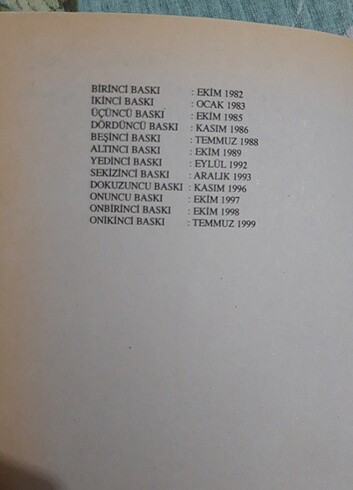 BİRİNCİ BASKI : EKİM 1982
İKİNCİ BASKI : OCAK 1983
ÜÇÜNCÜ BASKI : EKİM 1985
DÖRDÜNCÜ BASKI : KASIM 1986
BEŞİNCİ BASKI : TEMMUZ 1988
ALTINCI BASKI : EKİM 1989
YEDİNCİ BASKI : EYLÜL 1992
SEKİZİNCİ BASKI : ARALIK 1993
DOKUZUNCU BASKI : KASIM 1996
ONUNCU BASKI : EKİM 1997
ONBİRİNCİ BASKI : EKİM 1998
ONİKİNCİ BASKI : TEMMUZ 1999